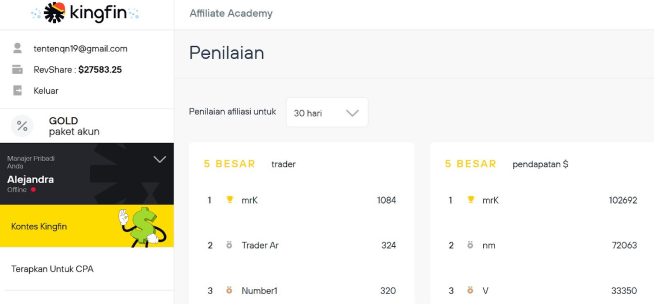 kingfin
tentenqn19@gmail.com
RevShare : $27583.25
Keluar
GOLD
paket akun
Manajer Pribadi
Anda
Alejandra
Offline
Kontes Kingfin
Terapkan Untuk CPA
Affiliate Academy
Penilaian
Penilaian afiliasi untuk 30 hari
5 BESAR trader
1 mrK 1084
2 Trader Ar 324
3 Number1 320
5 BESAR pendapatan $
1 mrK 102692
2 nm 72063
3 V 33350